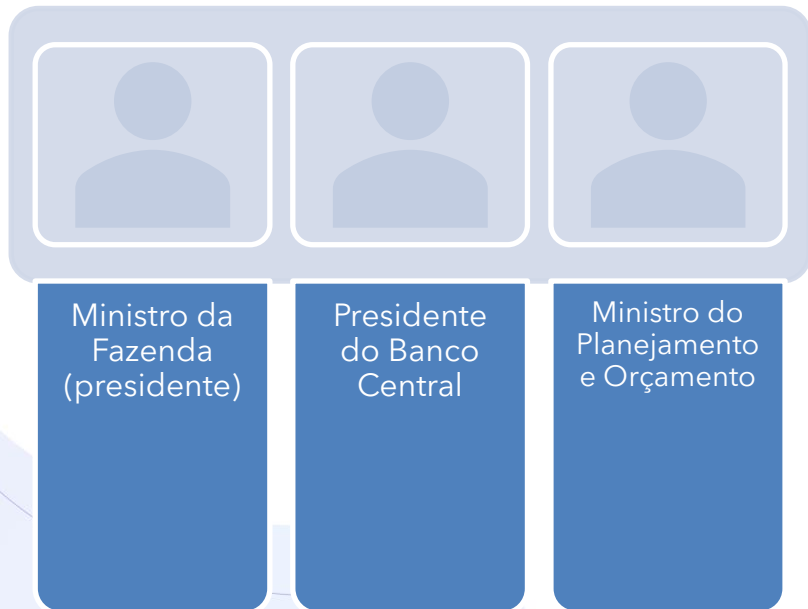 Ministro da
Fazenda
(presidente)
Presidente
do Banco
Central
Ministro do
Planejamento
e Orçamento